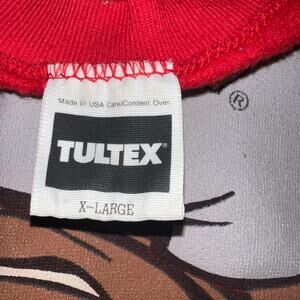 Made in USA Care/Content Over
TULTEX®
X-LARGE
®